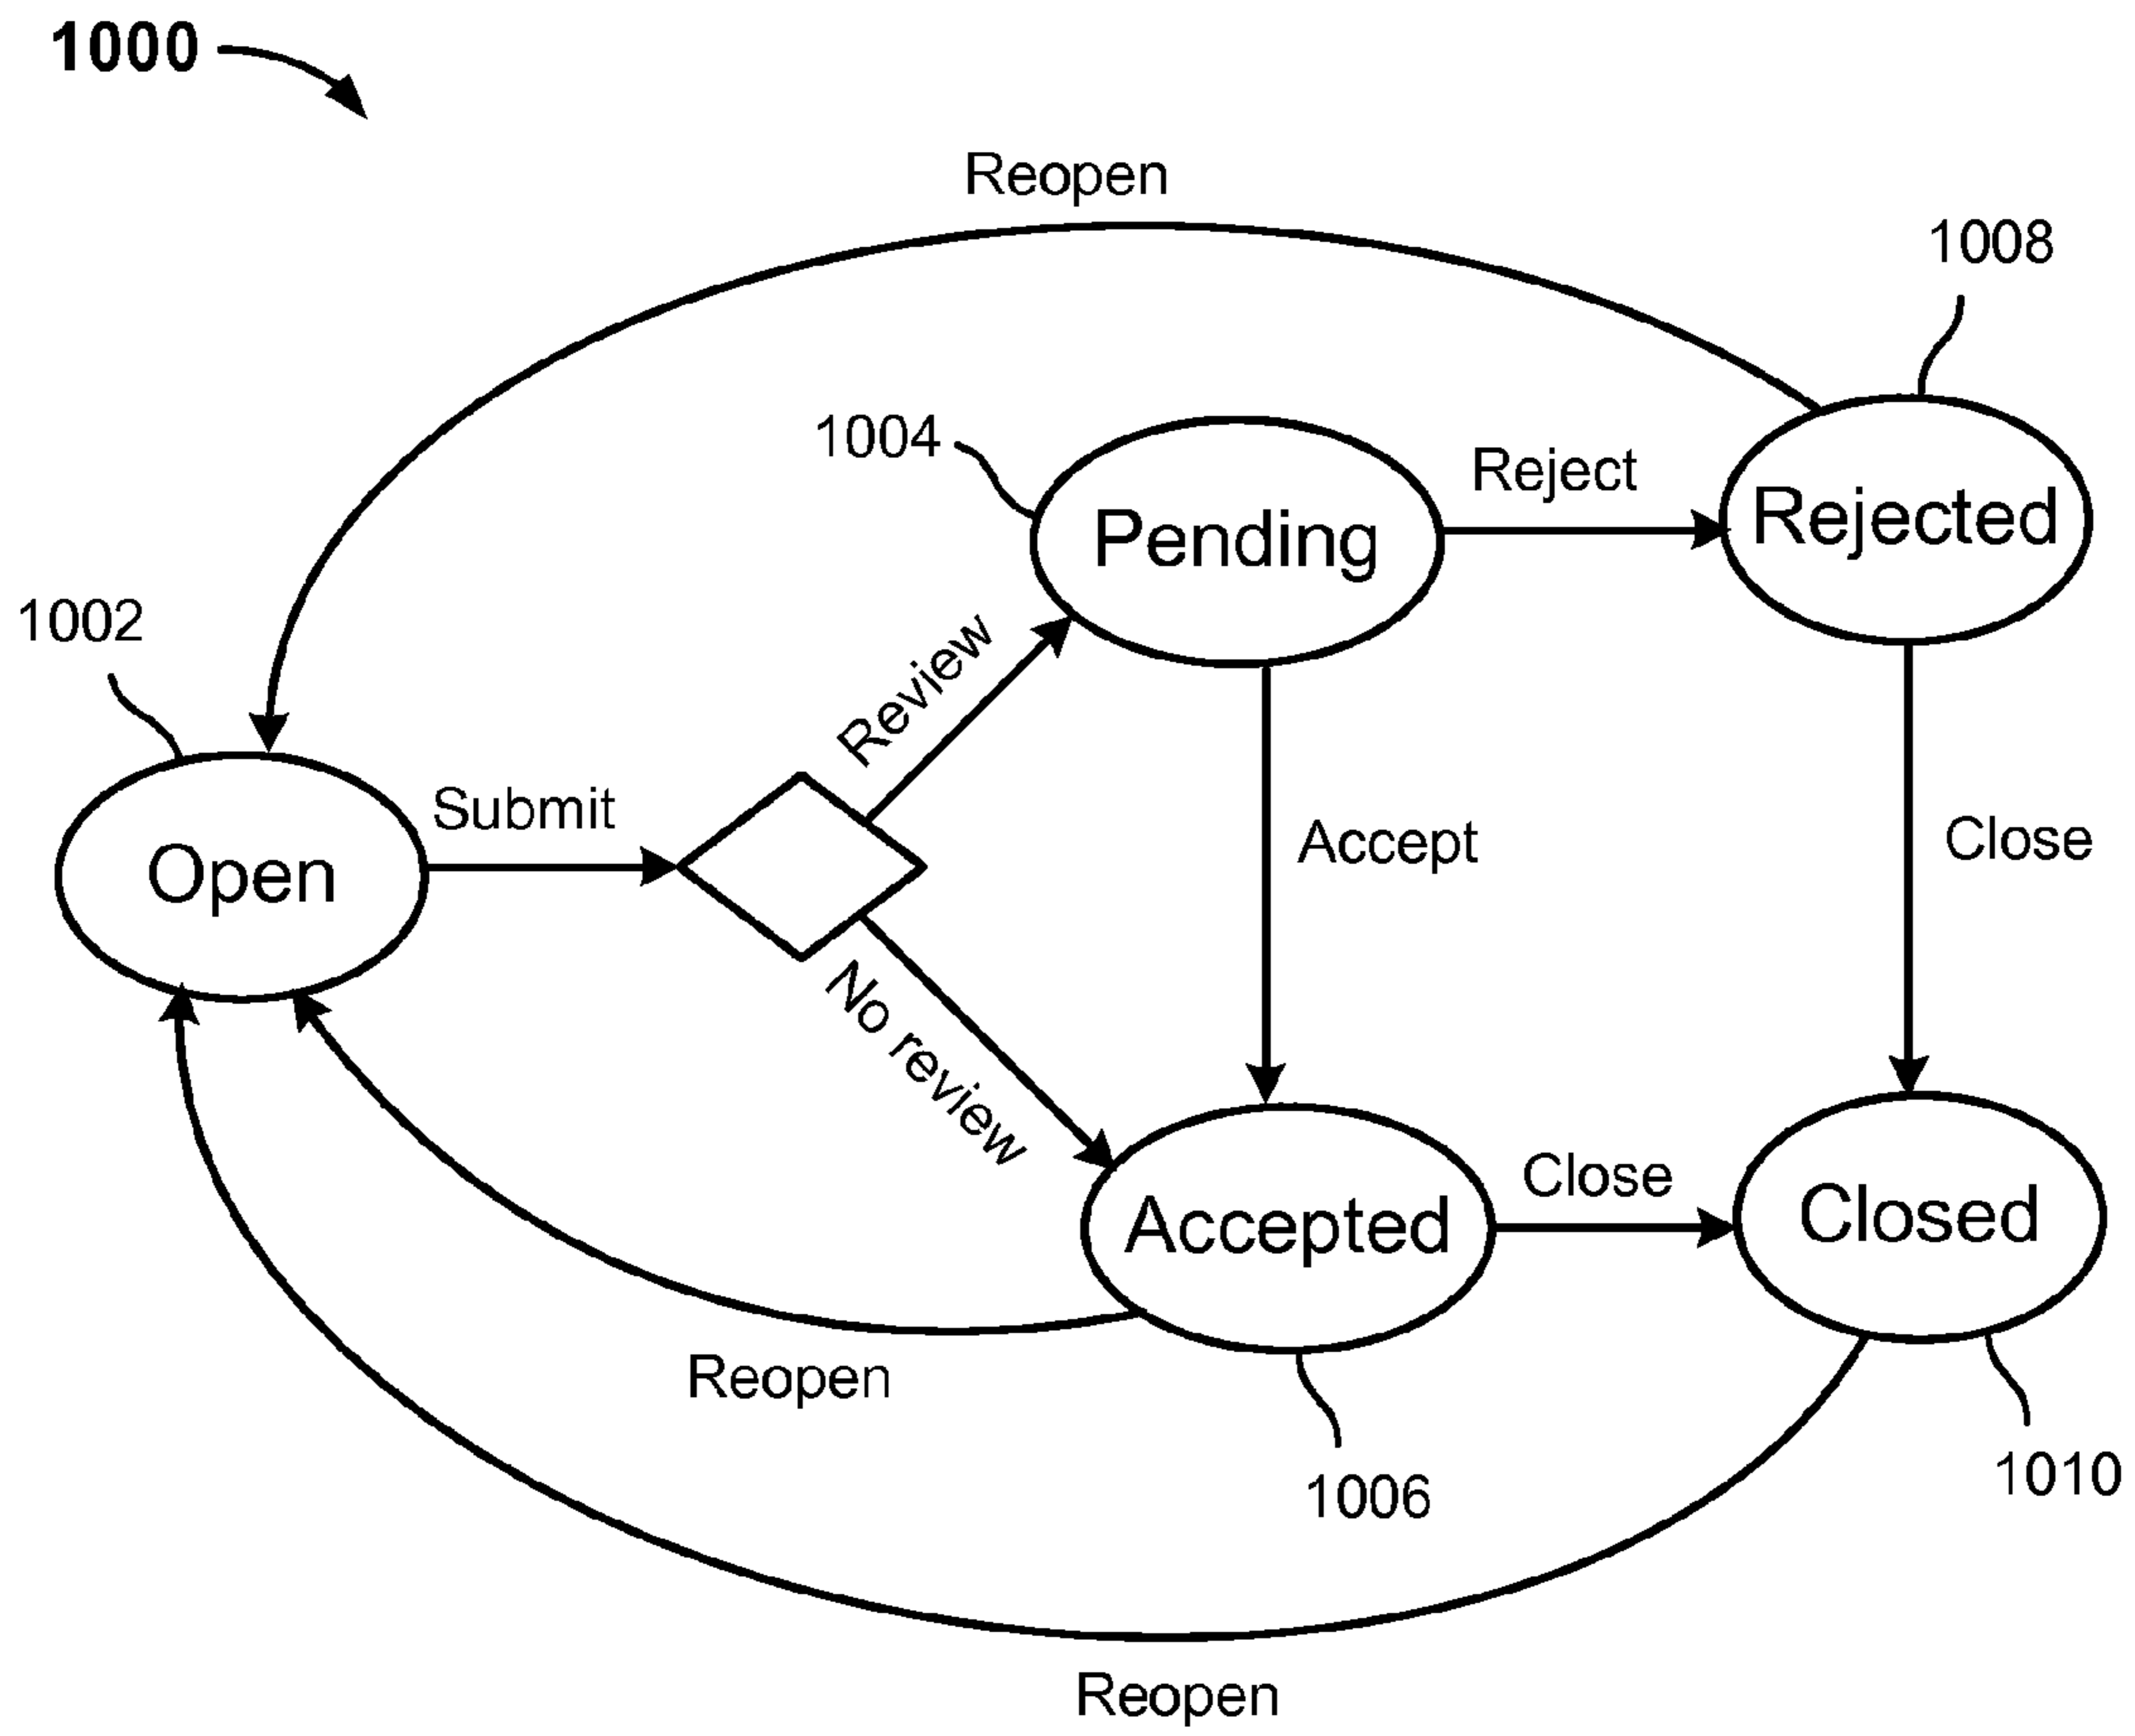 1000
Reopen
1008
1004
Reject
Pending
Rejected
1002
Review
Submit
Open
Accept
Close
No review
Close
Accepted
Closed
Reopen
1006
1010
Reopen